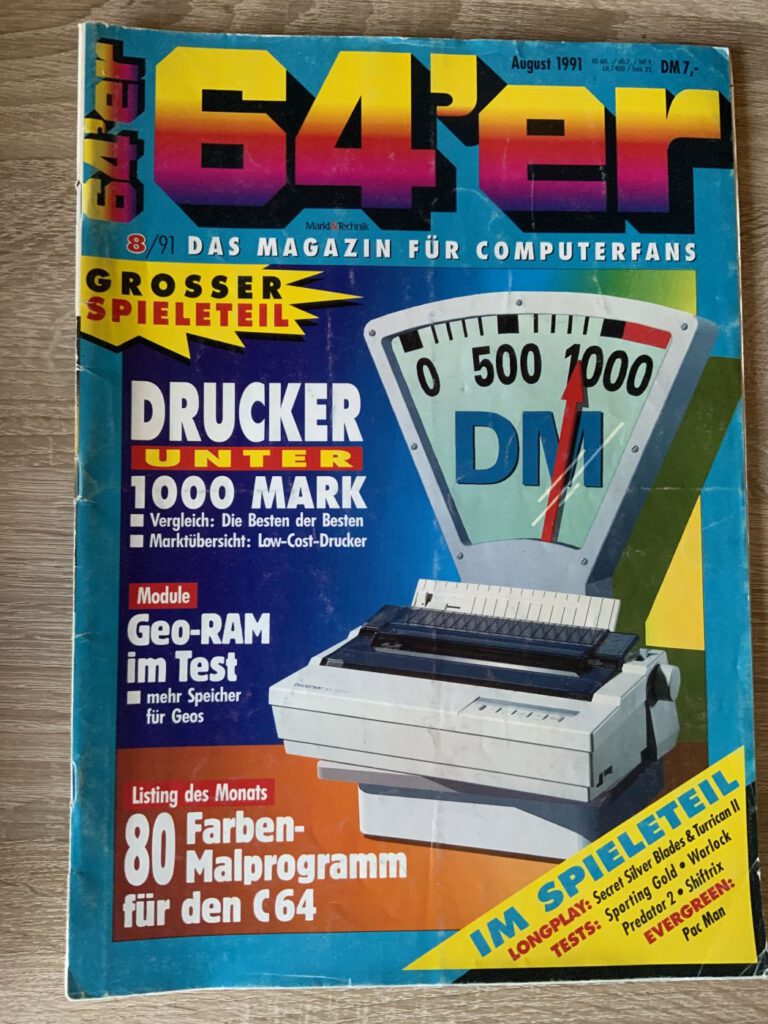 64'er
August 1991
DM 7,-
64'er
Markt&Technik
8/91 DAS MAGAZIN FÜR COMPUTERFANS
GROSSER
SPIELETEIL
0 500 1000
DM
DRUCKER
UNTER
1000 MARK
Vergleich: Die Besten der Besten
Marktübersicht: Low-Cost-Drucker
Module
Geo-RAM
im Test
mehr Speicher
für Geos
brother
Listing des Monats
80 Farben-
Malprogramm
für den C64
IM SPIELETEIL
LONGPLAY: Secret Silver Blades & Turrican II
TESTS: Sporting Gold • Warlock
Predator 2 • Shiftrix
EVERGREEN:
Pac Man